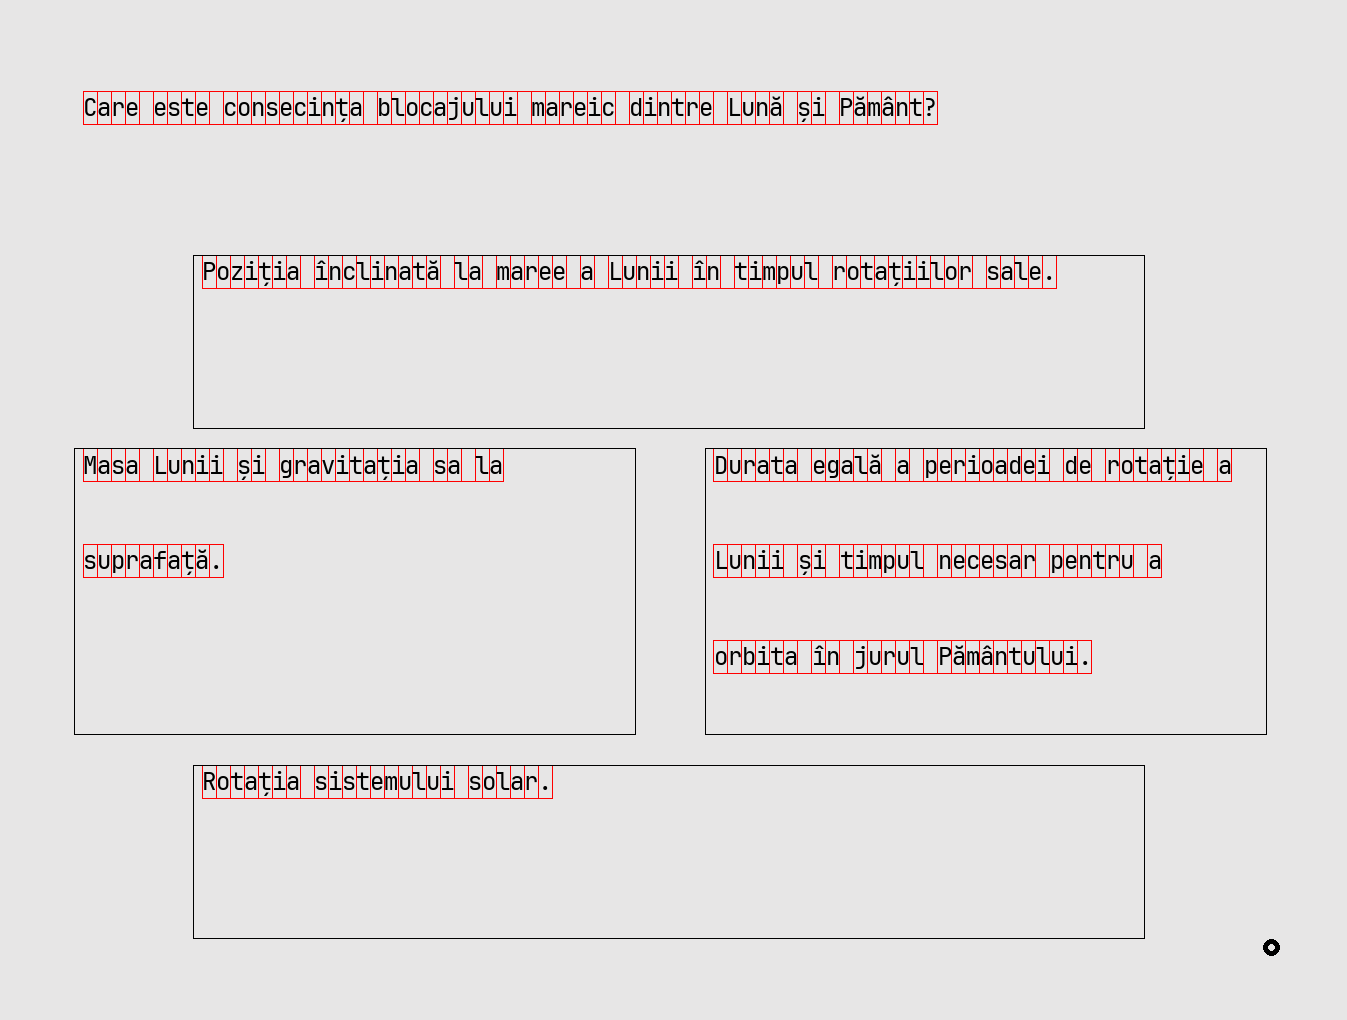 Care este consecința blocajului mareic dintre Lună și Pământ?
Poziția înclinată la maree a Lunii în timpul rotațiilor sale.
Masa Lunii și gravitația sa la
suprafață.
Durata egală a perioadei de rotație a
Lunii și timpul necesar pentru a
orbita în jurul Pământului.
Rotația sistemului solar.